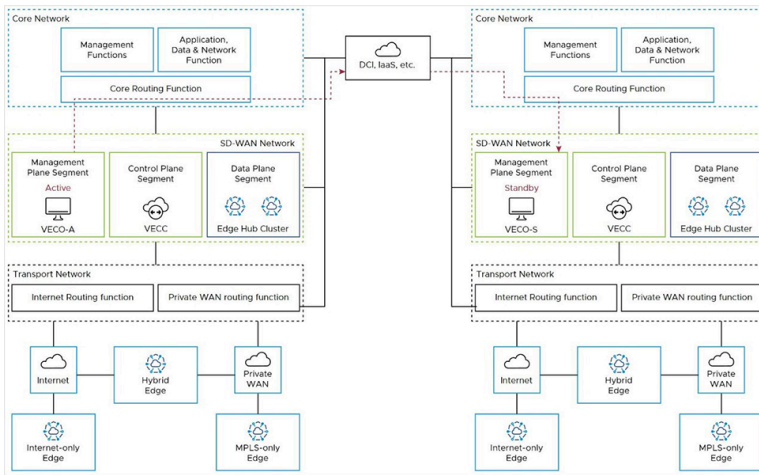 Core Network
Management
Functions
Application,
Data & Network
Function
Core Routing Function
SD-WAN Network
Management
Plane Segment
Active
VECO-A
Control Plane
Segment
VECC
Data Plane
Segment
Edge Hub Cluster
Transport Network
Internet Routing function
Private WAN routing function
Internet
Hybrid
Edge
Private
WAN
Internet-only
Edge
MPLS-only
Edge
DCI, IaaS, etc.
Core Network
Management
Functions
Application,
Data & Network
Function
Core Routing Function
SD-WAN Network
Management
Plane Segment
Standby
VECO-S
Control Plane
Segment
VECC
Data Plane
Segment
Edge Hub Cluster
Transport Network
Internet Routing function
Private WAN routing function
Internet
Hybrid
Edge
Private
WAN
Internet-only
Edge
MPLS-only
Edge